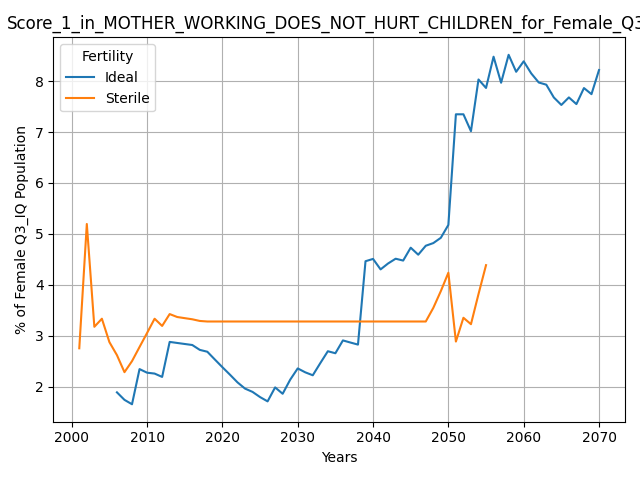 Score_1_in_MOTHER_WORKING_DOES_NOT_HURT_CHILDREN_for_Female_Q3
Fertility
Ideal
Sterile
% of Female Q3_IQ Population
8
7
6
5
4
3
2
2000 2010 2020 2030 2040 2050 2060 2070
Years